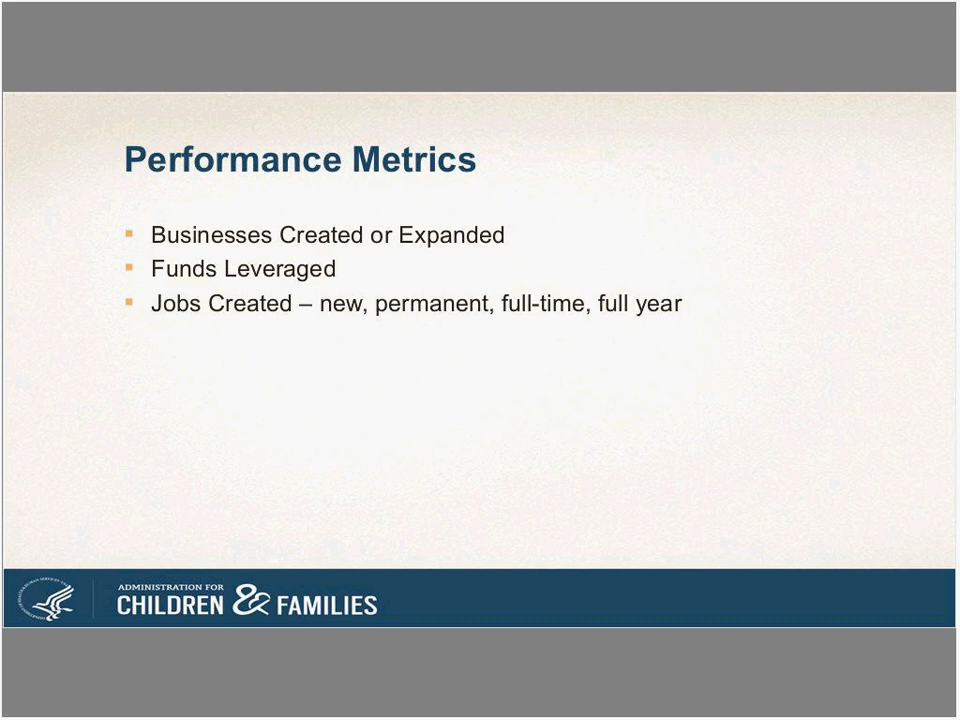 Performance Metrics
▪ Businesses Created or Expanded
▪ Funds Leveraged
▪ Jobs Created – new, permanent, full-time, full year
ADMINISTRATION FOR
CHILDREN & FAMILIES